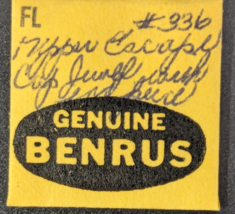 FL #336
Upper Escape
Cap Jewel
GENUINE
BENRUS